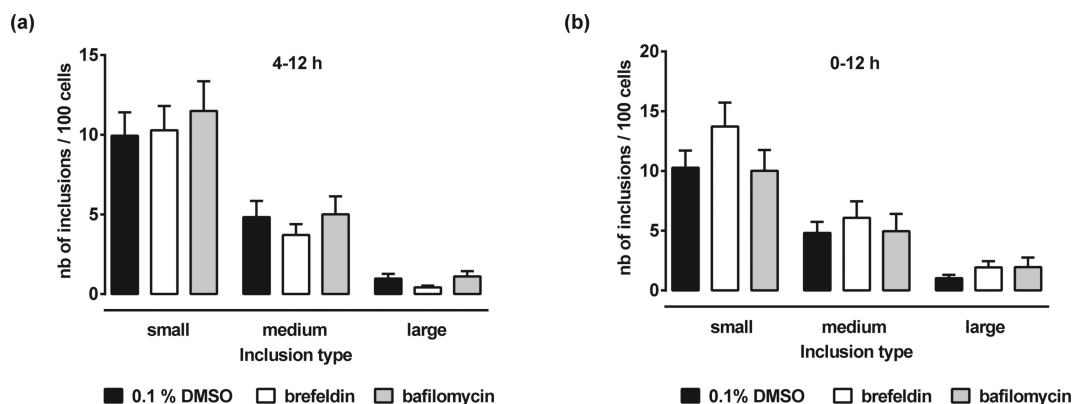 (a)
4-12 h
nb of inclusions / 100 cells
15
10
5
0
small medium large
Inclusion type
0.1 % DMSO brefeldin bafilomycin
(b)
0-12 h
nb of inclusions / 100 cells
20
15
10
5
0
small medium large
Inclusion type
0.1% DMSO brefeldin bafilomycin